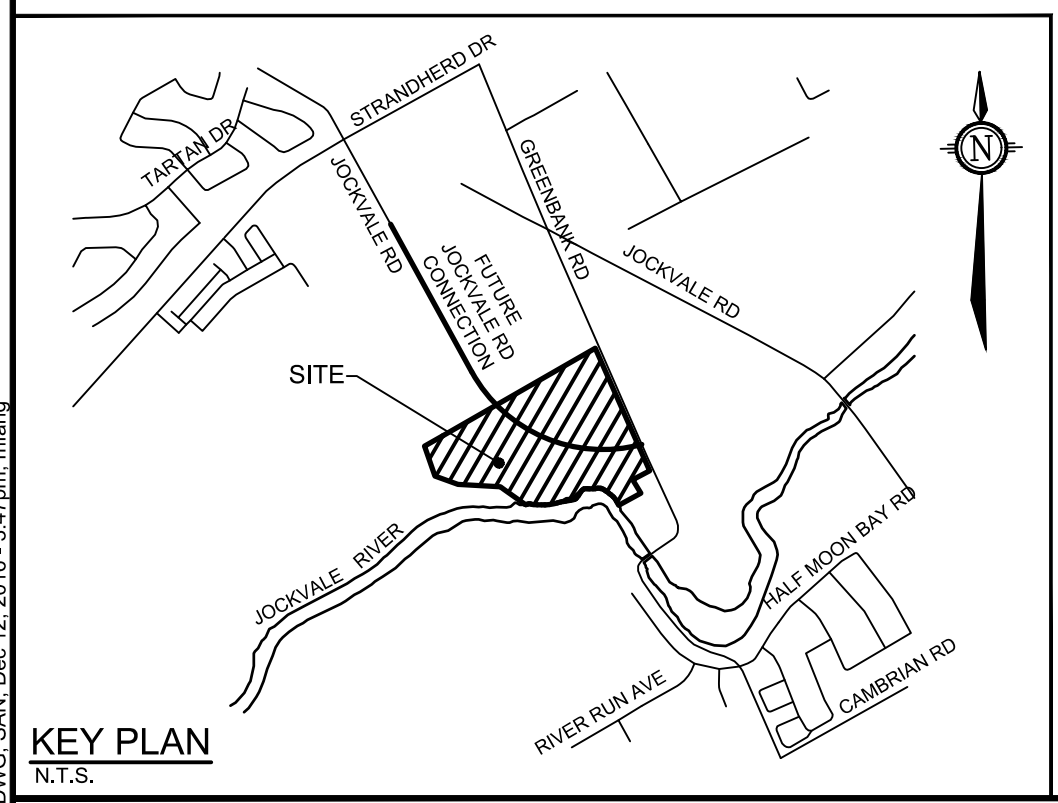 STRANDHERD DR
TARTAN DR
JOCKVALE RD
GREENBANK RD
N
FUTURE
JOCKVALE RD
CONNECTION
JOCKVALE RD
SITE
JOCKVALE RIVER
HALF MOON BAY RD
RIVER RUN AVE
CAMBRIAN RD
KEY PLAN
N.T.S.